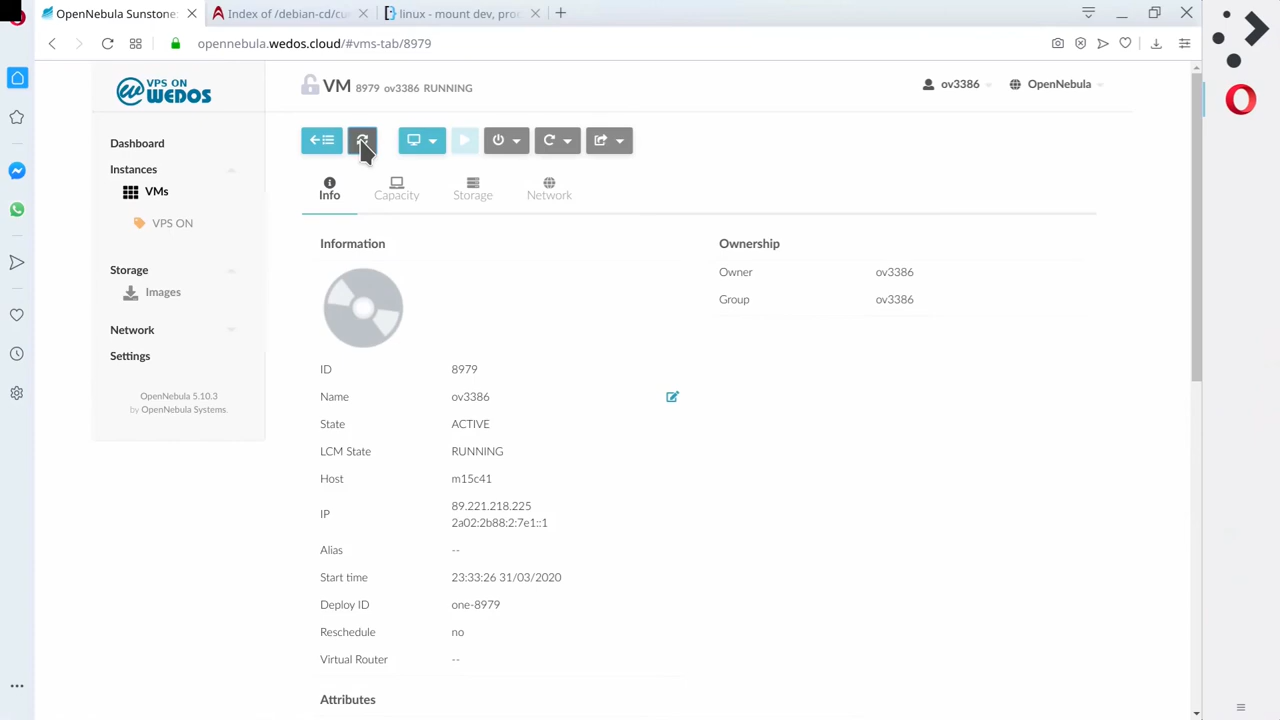 OpenNebula Sunstone:
Index of /debian-cd/cu
linux - mount dev, pro
opennebula.wedos.cloud/#vms-tab/8979
VPS ON
WEDOS
VM 8979 ov3386 RUNNING
ov3386
OpenNebula
Dashboard
Instances
VMs
VPS ON
Storage
Images
Network
Settings
OpenNebula 5.10.3
by OpenNebula Systems.
Info
Capacity
Storage
Network
Information
Ownership
Owner ov3386
Group ov3386
ID 8979
Name ov3386
State ACTIVE
LCM State RUNNING
Host m15c41
IP 89.221.218.225
2a02:2b88:2:7e1::1
Alias --
Start time 23:33:26 31/03/2020
Deploy ID one-8979
Reschedule no
Virtual Router --
Attributes